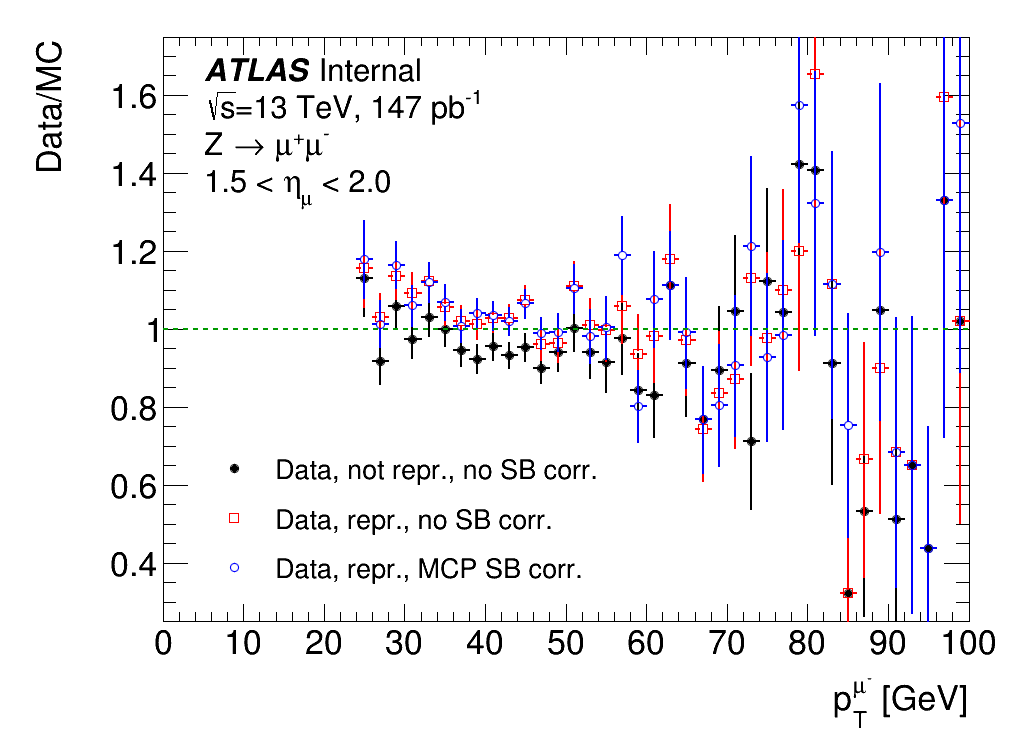 Data/MC
ATLAS Internal
√s=13 TeV, 147 pb⁻¹
Z → μ⁺μ⁻
1.5 < ημ < 2.0
1.6
1.4
1.2
1
0.8
0.6
0.4
Data, not repr., no SB corr.
Data, repr., no SB corr.
Data, repr., MCP SB corr.
0 10 20 30 40 50 60 70 80 90 100
p_T^μ⁻ [GeV]